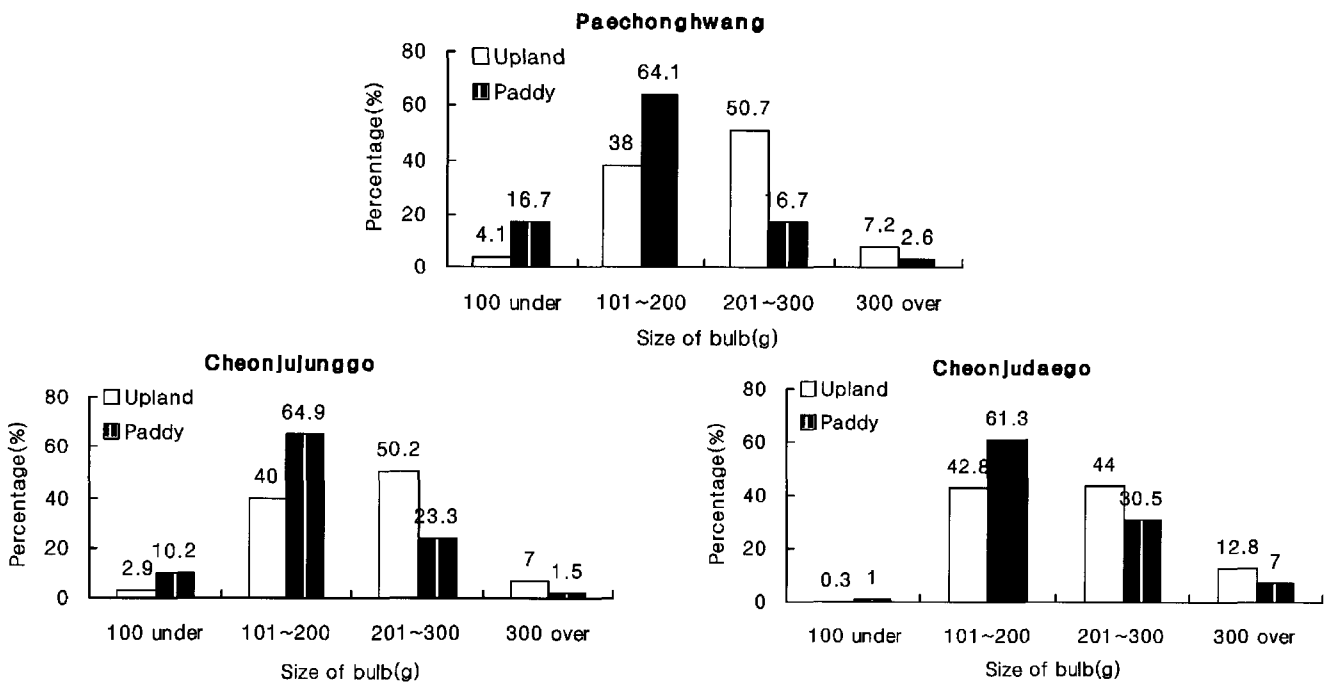 Paechonghwang
Upland
Paddy
Percentage(%)
80
60
40
20
0
4.1
16.7
38
64.1
50.7
16.7
7.2
2.6
100 under
101~200
201~300
300 over
Size of bulb(g)
Cheonjujunggo
Upland
Paddy
Percentage(%)
80
60
40
20
0
2.9
10.2
40
64.9
50.2
23.3
7
1.5
100 under
101~200
201~300
300 over
Size of bulb(g)
Cheonjudaego
Upland
Paddy
Percentage(%)
80
60
40
20
0
0.3
1
42.8
61.3
44
30.5
12.8
7
100 under
101~200
201~300
300 over
Size of bulb(g)